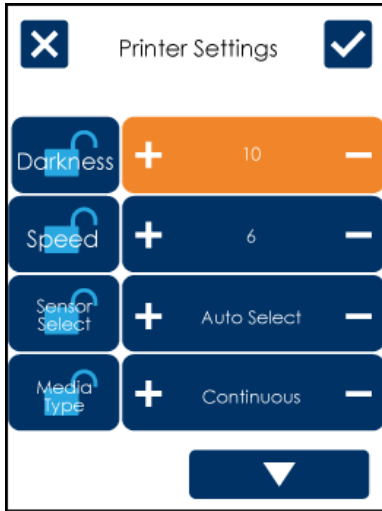 Printer Settings
Darkness
10
Speed
6
Sensor
Select
Auto Select
Media
Type
Continuous